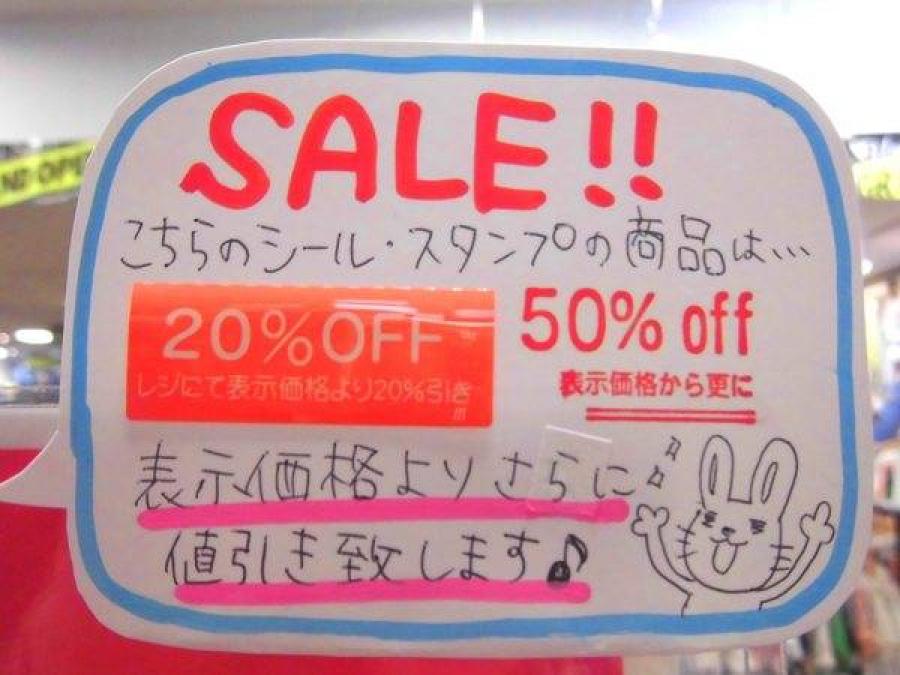 SALE!!
こちらのシール・スタンプの商品は…
20%OFF
レジにて表示価格より20%引き
50% off
表示価格から更に
表示価格よりさらに
値引き致します♪